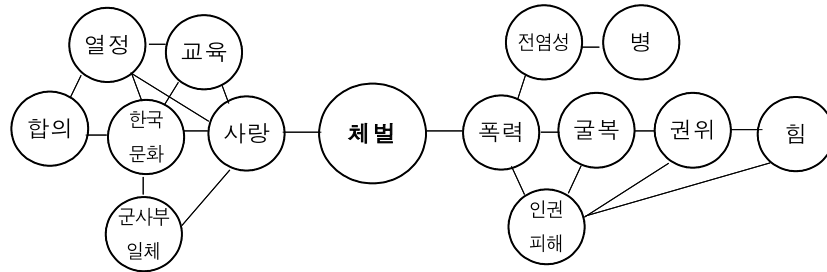 열정
교육
합의
한국
문화
사랑
군사부
일체
체벌
전염성
병
폭력
굴복
권위
힘
인권
피해